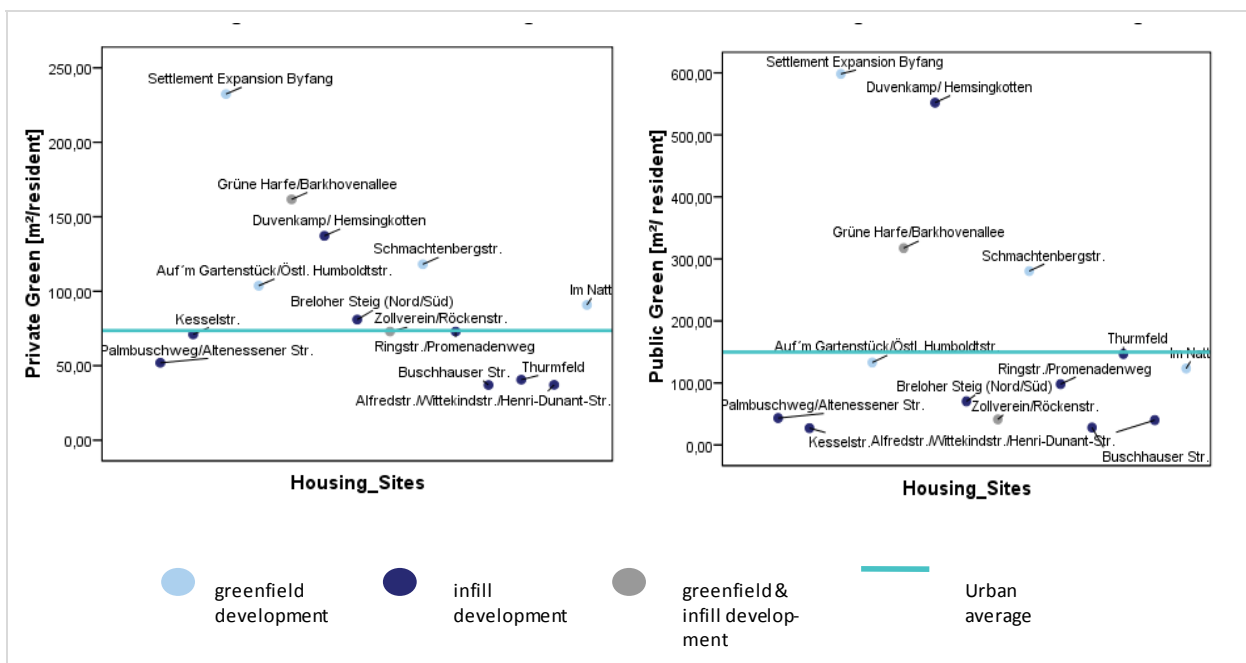 250,00
200,00
150,00
100,00
50,00
0,00
Private Green [m²/resident]
Settlement Expansion Byfang
Grüne Harfe/Barkhovenallee
Duvenkamp/ Hemsingkotten
Schmachtenbergstr.
Auf´m Gartenstück/Östl. Humboldtstr.
Im Natt
Breloher Steig (Nord/Süd)
Kesselstr.
Zollverein/Röckenstr.
Palmbuschweg/Altenessener Str.
Ringstr./Promenadenweg
Buschhauser Str.
Thurmfeld
Alfredstr./Wittekindstr./Henri-Dunant-Str.
Housing_Sites
600,00
500,00
400,00
300,00
200,00
100,00
0,00
Public Green [m²/ resident]
Settlement Expansion Byfang
Duvenkamp/ Hemsingkotten
Grüne Harfe/Barkhovenallee
Schmachtenbergstr.
Thurmfeld
Auf´m Gartenstück/Östl. Humboldtstr
Im Natt
Ringstr./Promenadenweg
Breloher Steig (Nord/Süd)
Palmbuschweg/Altenessener Str.
Zollverein/Röckenstr.
Kesselstr.
Alfredstr./Wittekindstr./Henri-Dunant-Str.
Buschhauser Str.
Housing_Sites
greenfield
development
infill
development
greenfield &
infill develop-
ment
Urban
average